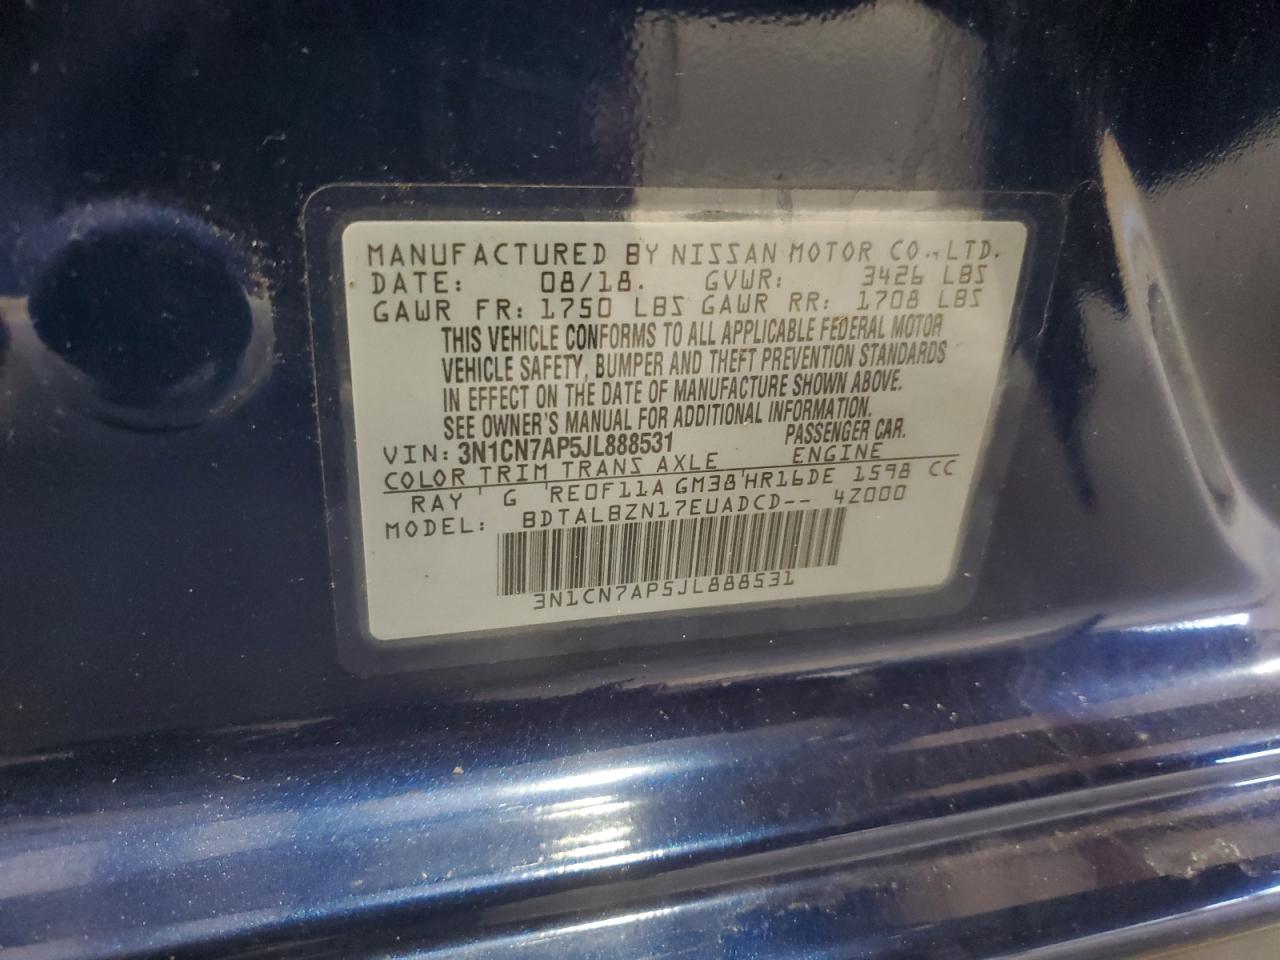 MANUFACTURED BY NISSAN MOTOR CO., LTD.
DATE: 08/18. GVWR: 3426 LBS
GAWR FR: 1750 LBS GAWR RR: 1708 LBS
THIS VEHICLE CONFORMS TO ALL APPLICABLE FEDERAL MOTOR
VEHICLE SAFETY, BUMPER AND THEFT PREVENTION STANDARDS
IN EFFECT ON THE DATE OF MANUFACTURE SHOWN ABOVE.
SEE OWNER'S MANUAL FOR ADDITIONAL INFORMATION.
VIN: 3N1CN7AP5JL888531 PASSENGER CAR.
COLOR TRIM TRANS AXLE ENGINE
RAY ' G 'RE0F11A GM38'HR16DE 1598 CC
MODEL: BDTALBZN17EUADCD-- 4Z000
3N1CN7AP5JL888531